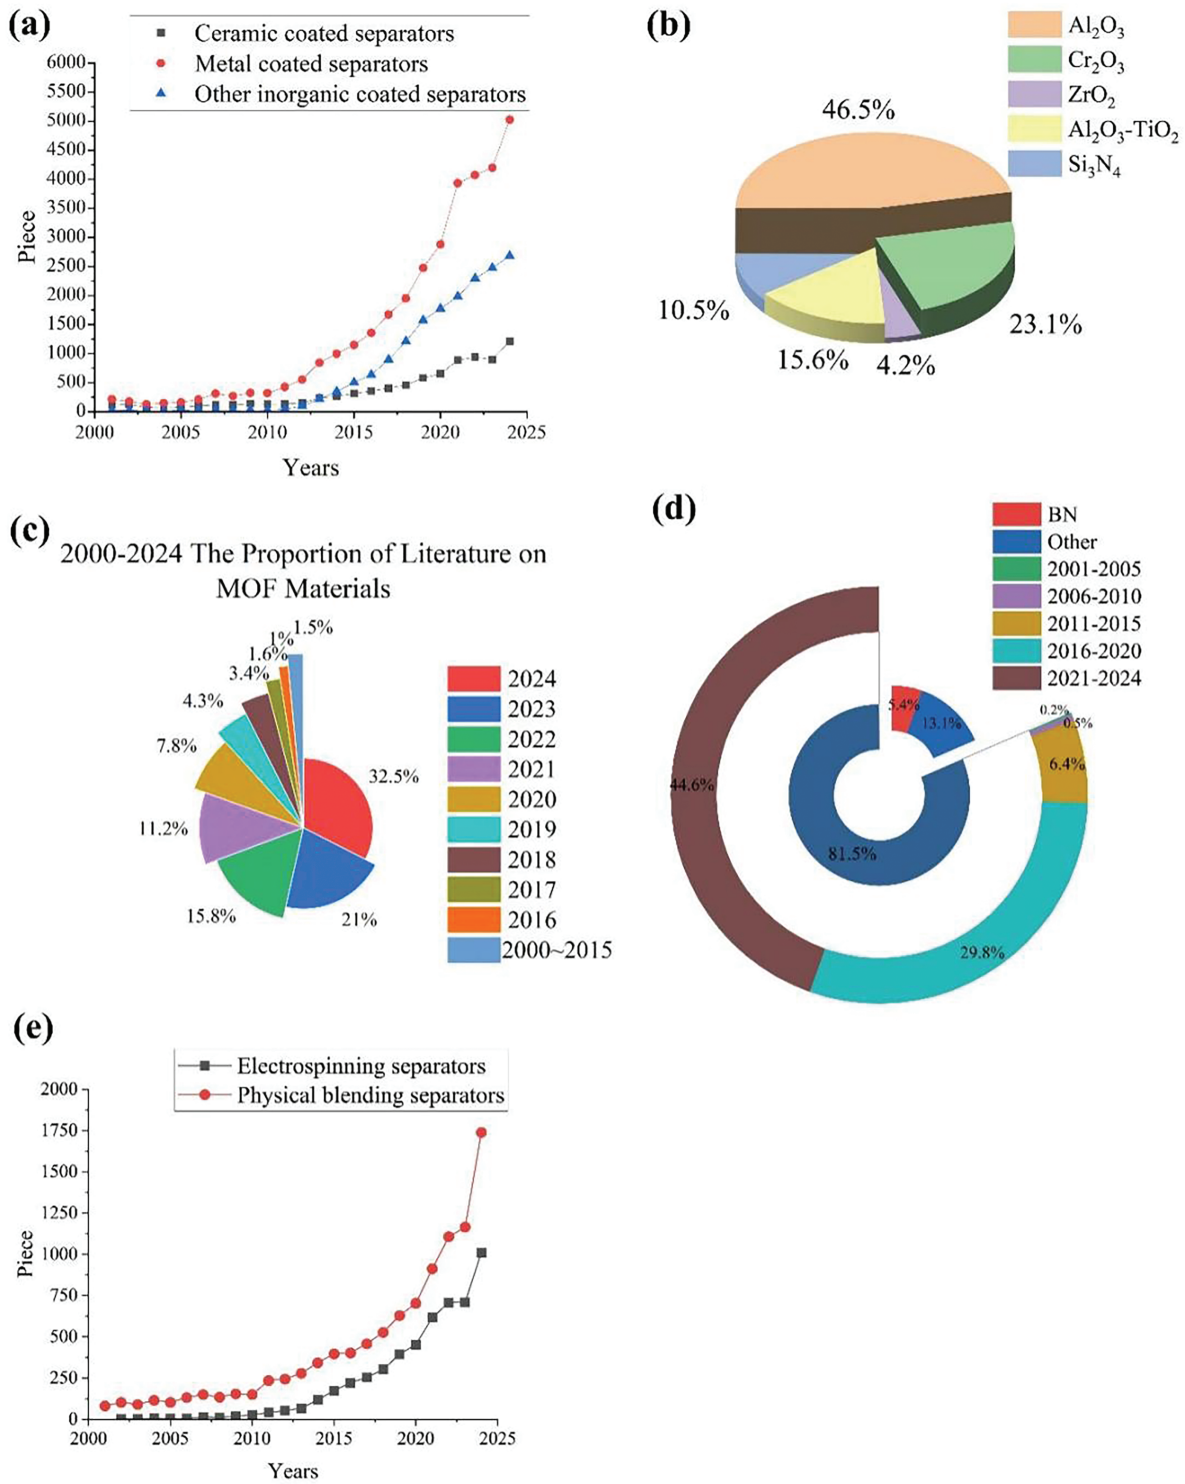 (a)
Ceramic coated separators
Metal coated separators
Other inorganic coated separators
6000
5500
5000
4500
4000
3500
3000
2500
2000
1500
1000
500
0
Piece
2000 2005 2010 2015 2020 2025
Years
(b)
Al₂O₃
Cr₂O₃
ZrO₂
Al₂O₃-TiO₂
Si₃N₄
46.5%
10.5%
15.6%
4.2%
23.1%
(c)
2000-2024 The Proportion of Literature on
MOF Materials
1.5%
1%
1.6%
3.4%
4.3%
7.8%
11.2%
15.8%
21%
32.5%
2024
2023
2022
2021
2020
2019
2018
2017
2016
2000~2015
(d)
BN
Other
2001-2005
2006-2010
2011-2015
2016-2020
2021-2024
5.4%
13.1%
0.2%
0.5%
6.4%
44.6%
81.5%
29.8%
(e)
Electrospinning separators
Physical blending separators
2000
1750
1500
1250
1000
750
500
250
0
Piece
2000 2005 2010 2015 2020 2025
Years